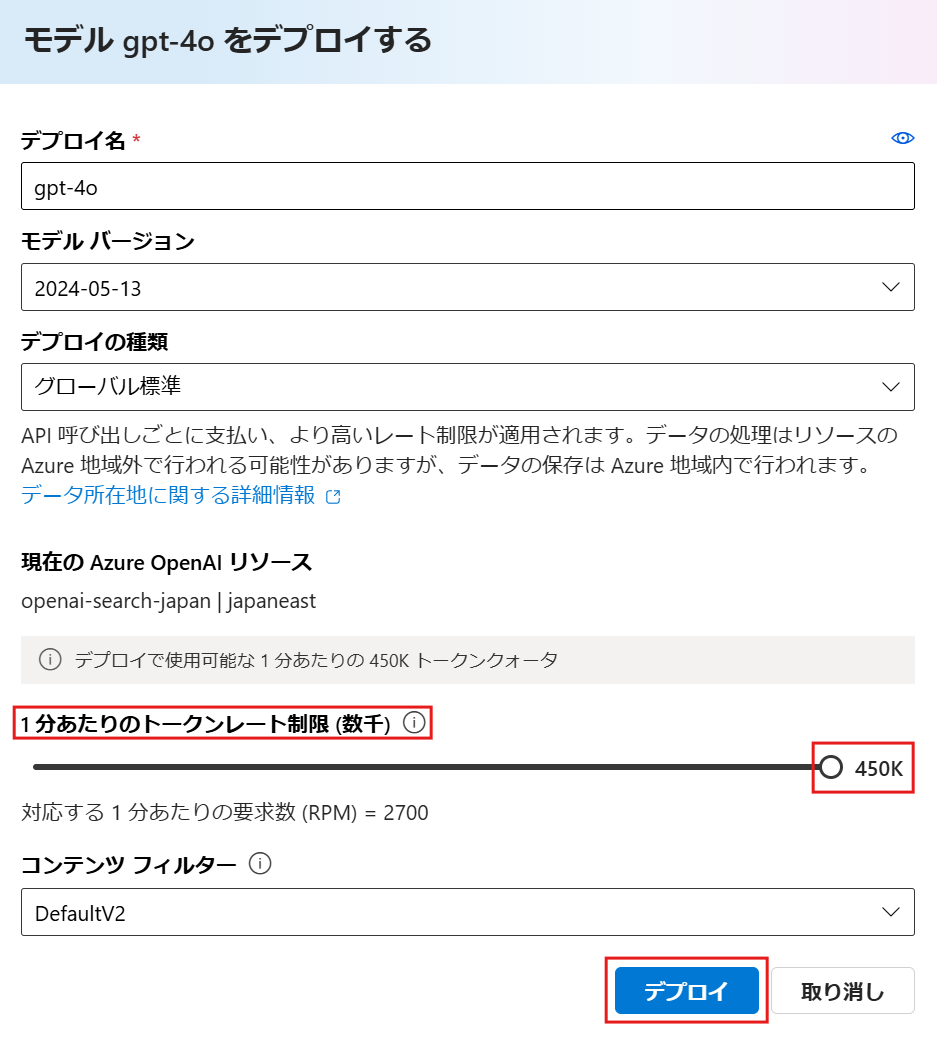 モデル gpt-4o をデプロイする
デプロイ名 *
gpt-4o
モデル バージョン
2024-05-13
デプロイの種類
グローバル標準
API 呼び出しごとに支払い、より高いレート制限が適用されます。データの処理はリソースの
Azure 地域外で行われる可能性がありますが、データの保存は Azure 地域内で行われます。
データ所在地に関する詳細情報
現在の Azure OpenAI リソース
openai-search-japan | japaneast
デプロイで使用可能な 1 分あたりの 450K トークンクォータ
1 分あたりのトークンレート制限 (数千)
450K
対応する 1 分あたりの要求数 (RPM) = 2700
コンテンツ フィルター
DefaultV2
デプロイ 取り消し